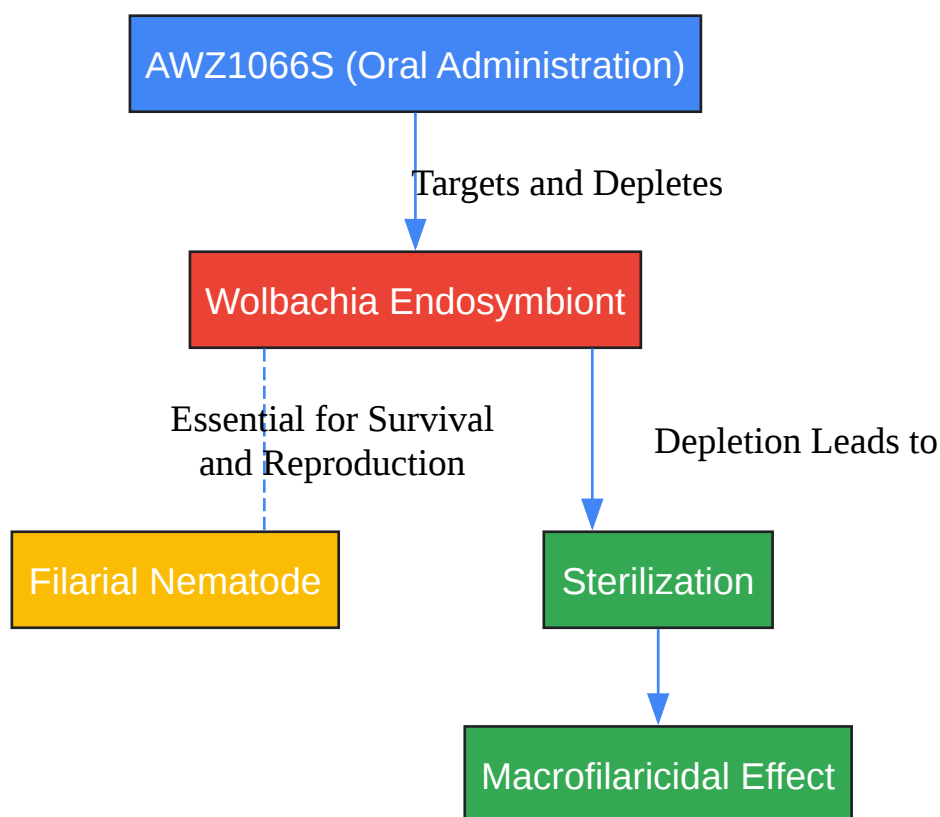 AWZ1066S (Oral Administration)
Targets and Depletes
Wolbachia Endosymbiont
Essential for Survival
and Reproduction
Depletion Leads to
Filarial Nematode
Sterilization
Macrofilaricidal Effect